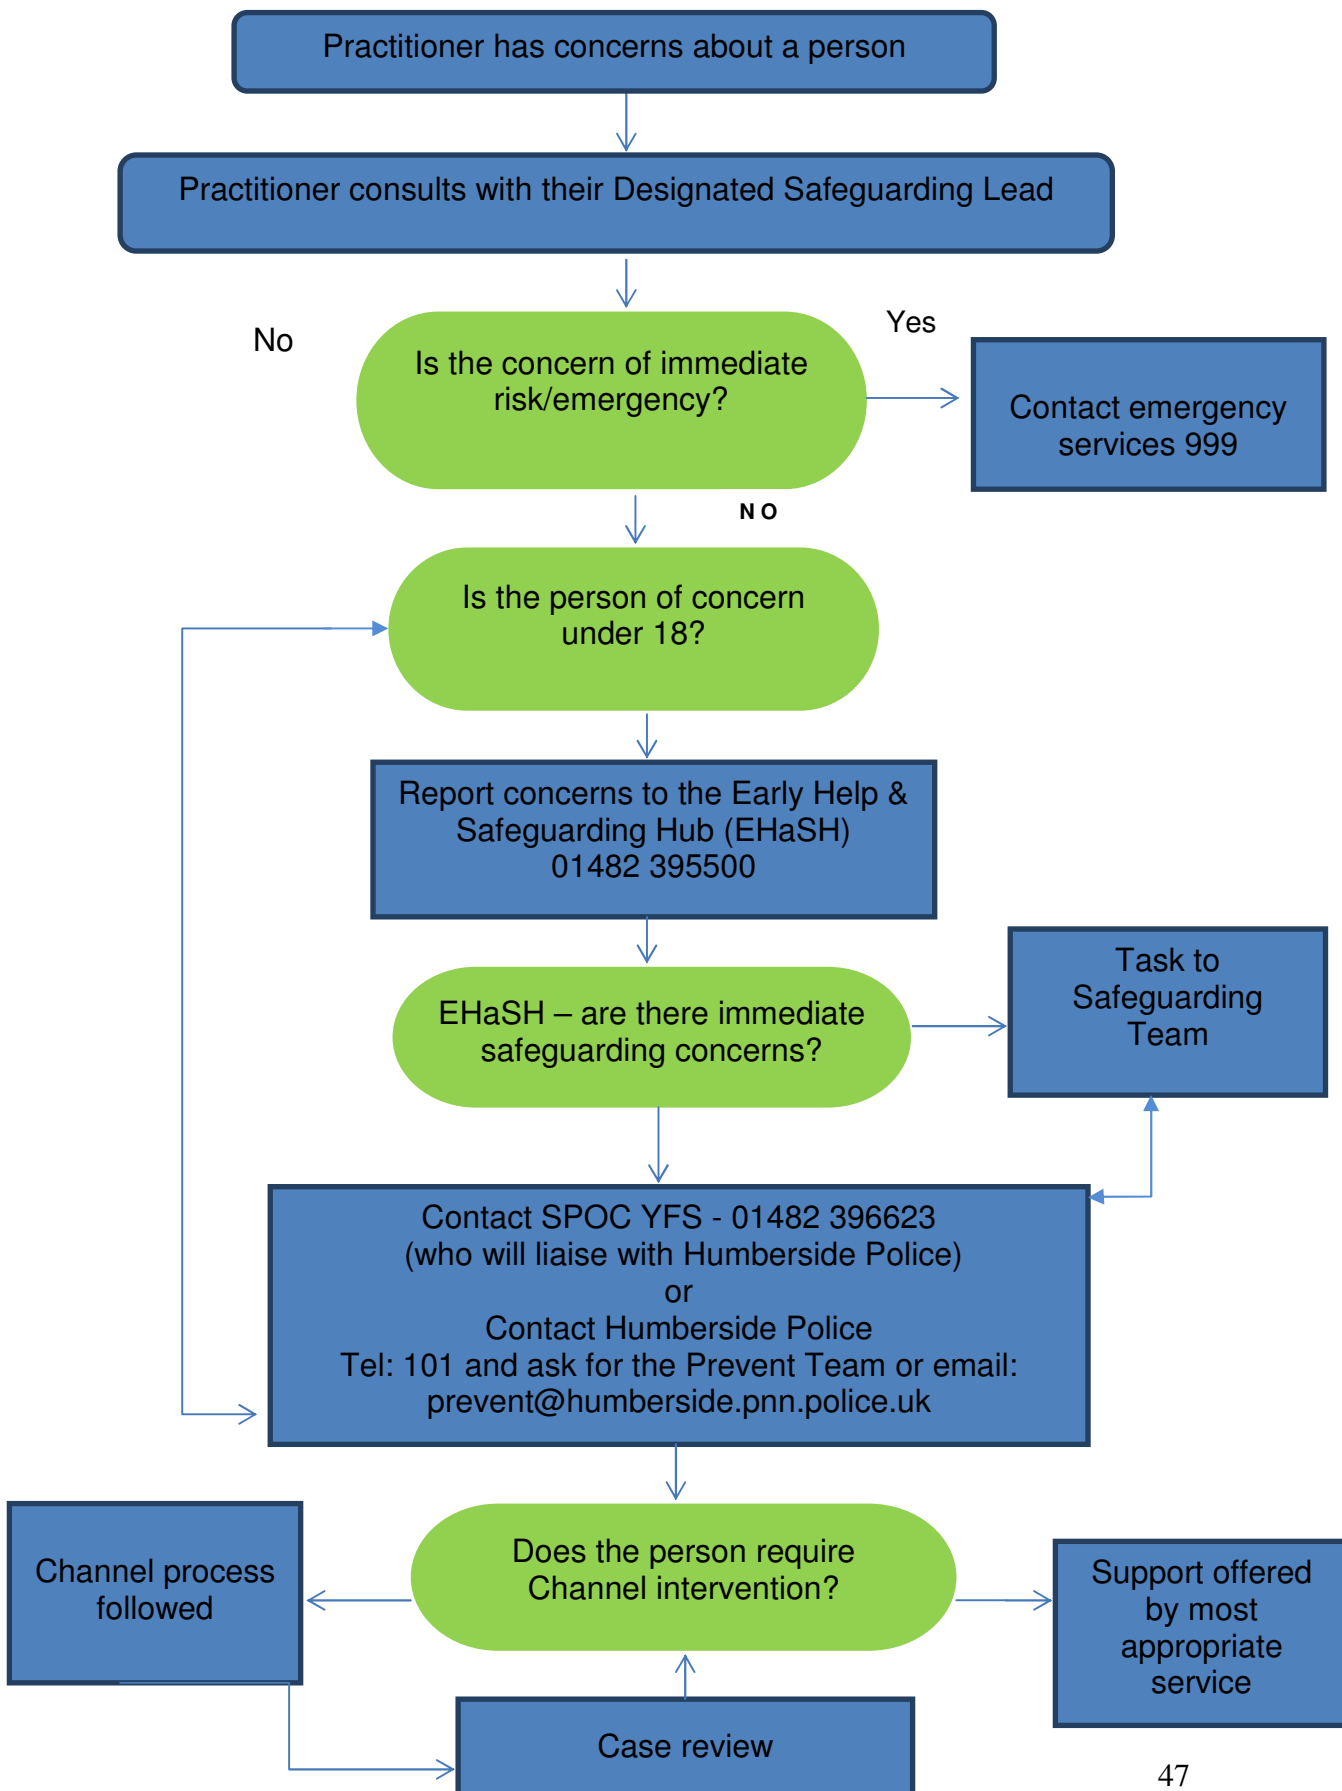 Practitioner has concerns about a person
Practitioner consults with their Designated Safeguarding Lead
No
Is the concern of immediate
risk/emergency?
Yes
Contact emergency
services 999
N O
Is the person of concern
under 18?
Report concerns to the Early Help &
Safeguarding Hub (EHaSH)
01482 395500
EHaSH – are there immediate
safeguarding concerns?
Task to
Safeguarding
Team
Contact SPOC YFS - 01482 396623
(who will liaise with Humberside Police)
or
Contact Humberside Police
Tel: 101 and ask for the Prevent Team or email:
prevent@humberside.pnn.police.uk
Channel process
followed
Does the person require
Channel intervention?
Support offered
by most
appropriate
service
Case review
47